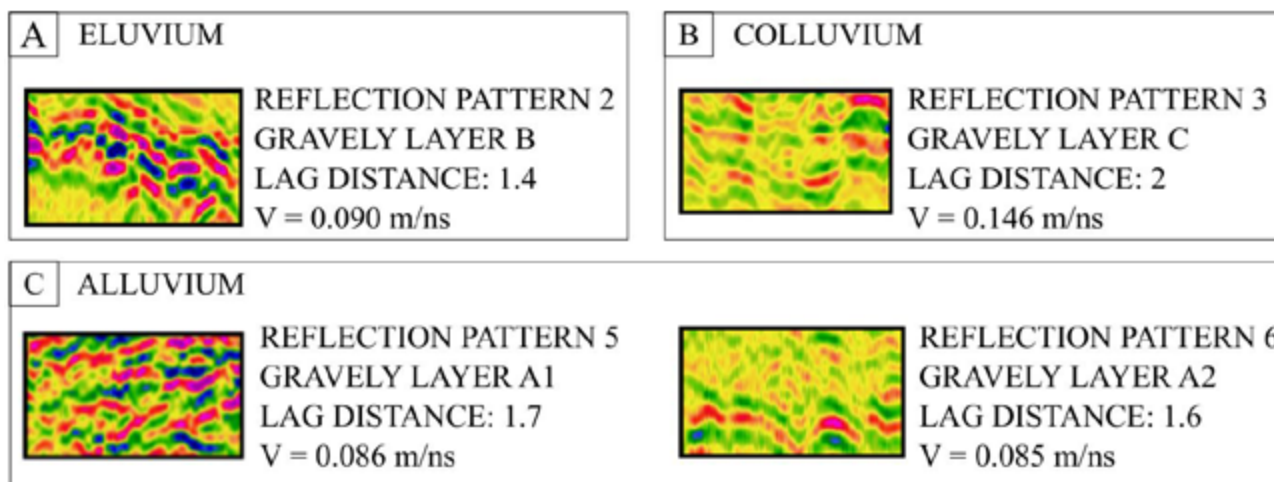 A ELUVIUM
REFLECTION PATTERN 2
GRAVELY LAYER B
LAG DISTANCE: 1.4
V = 0.090 m/ns
B COLLUVIUM
REFLECTION PATTERN 3
GRAVELY LAYER C
LAG DISTANCE: 2
V = 0.146 m/ns
C ALLUVIUM
REFLECTION PATTERN 5
GRAVELY LAYER A1
LAG DISTANCE: 1.7
V = 0.086 m/ns
REFLECTION PATTERN 6
GRAVELY LAYER A2
LAG DISTANCE: 1.6
V = 0.085 m/ns